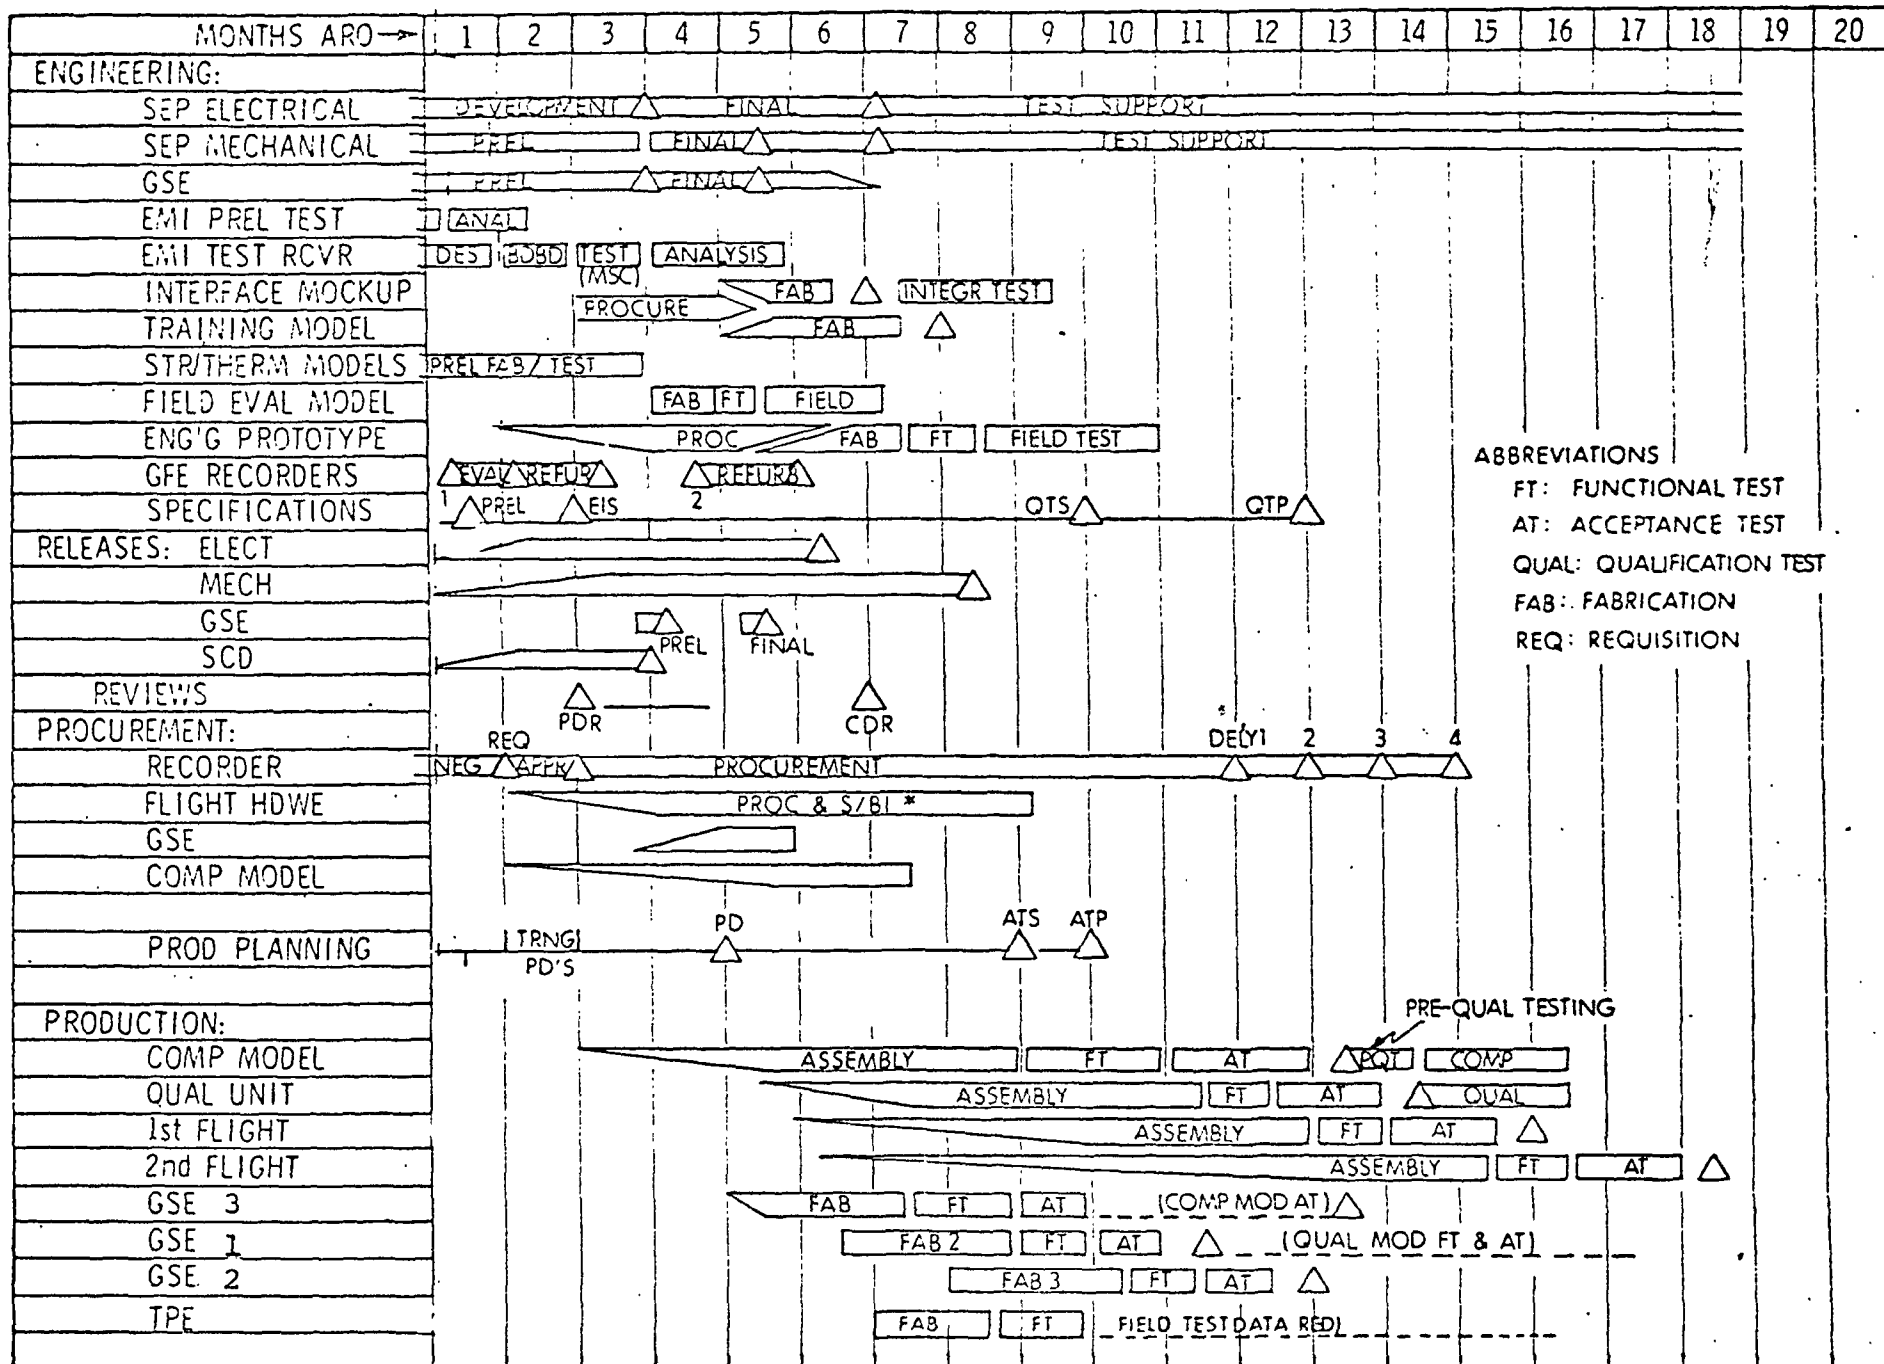 MONTHS ARO→ 1 2 3 4 5 6 7 8 9 10 11 12 13 14 15 16 17 18 19 20
ENGINEERING:
SEP ELECTRICAL DEVELOPMENT FINAL TEST SUPPORT
SEP MECHANICAL PREL FINAL TEST SUPPORT
GSE PREL FINAL
EMI PREL TEST ANAL
EMI TEST RCVR DES BDBD TEST ANALYSIS
(MSC)
INTERFACE MOCKUP FAB INTEGR TEST
PROCURE
TRAINING MODEL FAB
STR/THERM MODELS PREL FAB/TEST
FIELD EVAL MODEL FAB FT FIELD
ENG'G PROTOTYPE PROC FAB FT FIELD TEST
GFE RECORDERS EVAL REFUR REFURB
1 2
SPECIFICATIONS PREL EIS QTS QTP
ABBREVIATIONS
FT: FUNCTIONAL TEST
AT: ACCEPTANCE TEST
QUAL: QUALIFICATION TEST
FAB: FABRICATION
REQ: REQUISITION
RELEASES: ELECT
MECH
GSE
PREL FINAL
SCD
REVIEWS
PDR CDR
PROCUREMENT:
REQ DELY1 2 3 4
RECORDER NEG APPR PROCUREMENT
FLIGHT HDWE PROC & S/BI *
GSE
COMP MODEL
PD ATS ATP
PROD PLANNING TRNG
PD'S
PRE-QUAL TESTING
PRODUCTION:
COMP MODEL ASSEMBLY FT AT PQT COMP
QUAL UNIT ASSEMBLY FT AT QUAL
1st FLIGHT ASSEMBLY FT AT
2nd FLIGHT ASSEMBLY FT AT
GSE 3 FAB FT AT (COMP MOD AT)
GSE 1 FAB 2 FT AT (QUAL MOD FT & AT)
GSE 2 FAB 3 FT AT
TPE FAB FT FIELD TEST DATA RED)